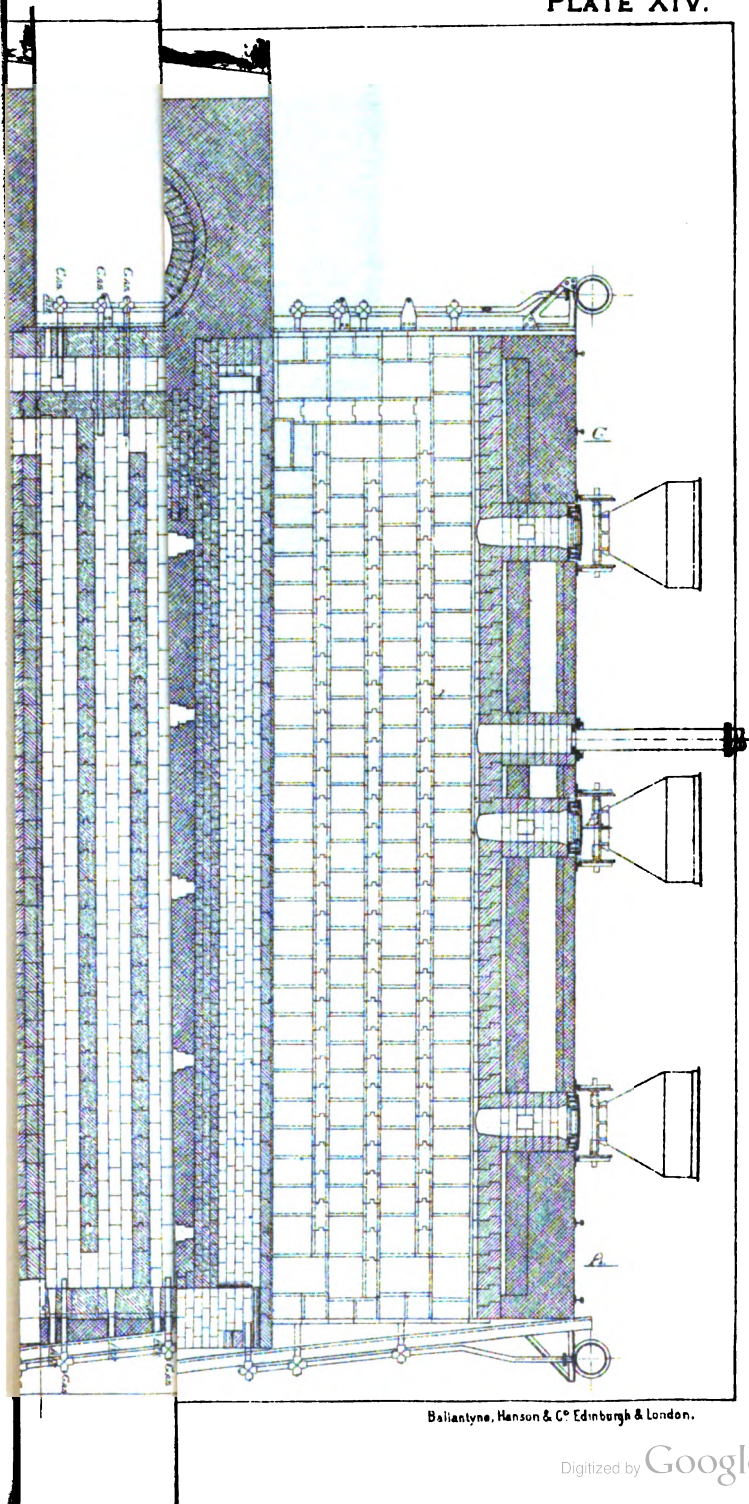 PLATE XIV.
GAS
GAS
GAS
C
A
GAS
GAS
Ballantyne, Hanson & Co. Edinburgh & London.
Digitized by Google